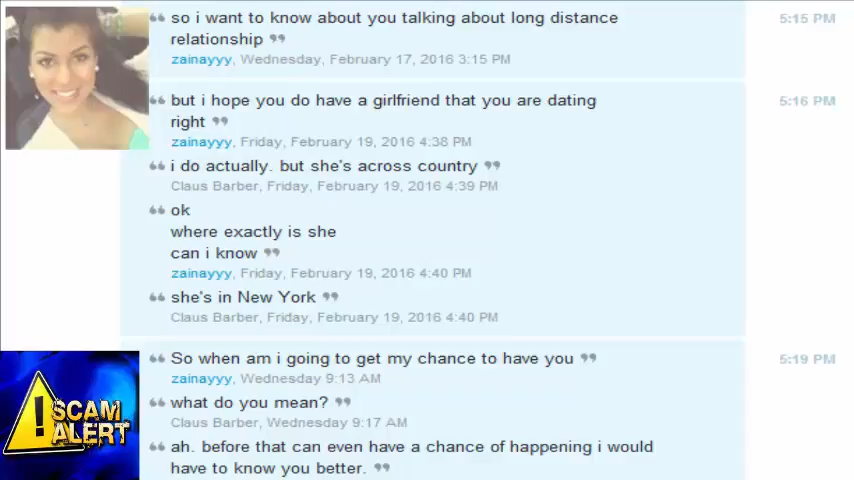 ❝ so i want to know about you talking about long distance
relationship ❞
5:15 PM
zainayyy, Wednesday, February 17, 2016 3:15 PM
❝ but i hope you do have a girlfriend that you are dating
right ❞
5:16 PM
zainayyy, Friday, February 19, 2016 4:38 PM
❝ i do actually. but she's across country ❞
Claus Barber, Friday, February 19, 2016 4:39 PM
❝ ok
where exactly is she
can i know ❞
zainayyy, Friday, February 19, 2016 4:40 PM
❝ she's in New York ❞
Claus Barber, Friday, February 19, 2016 4:40 PM
❝ So when am i going to get my chance to have you ❞
5:19 PM
zainayyy, Wednesday 9:13 AM
❝ what do you mean? ❞
Claus Barber, Wednesday 9:17 AM
❝ ah. before that can even have a chance of happening i would
have to know you better. ❞
! SCAM
ALERT